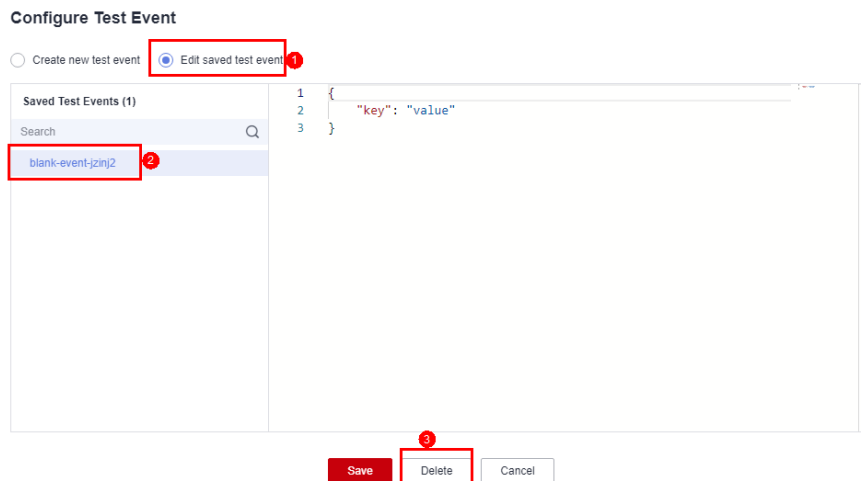 Configure Test Event
Create new test event Edit saved test event 1
Saved Test Events (1)
Search
blank-event-jzinj2 2
1 {
2 "key": "value"
3 }
3
Save Delete Cancel